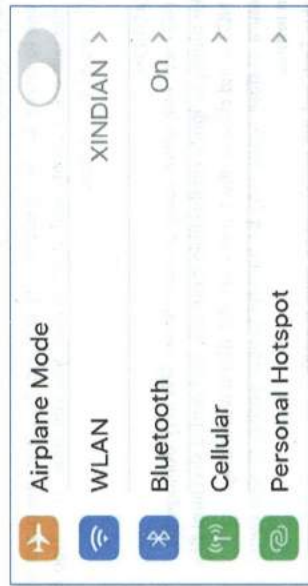 Airplane Mode
WLAN XINDIAN >
Bluetooth On >
Cellular >
Personal Hotspot >